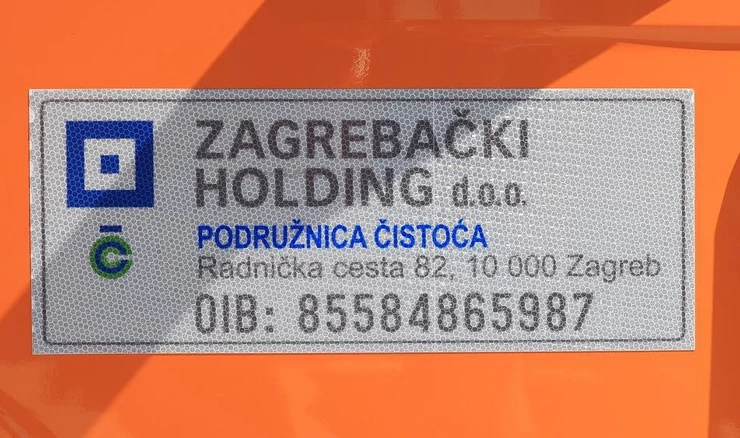 ZAGREBAČKI
HOLDING d.o.o.
PODRUŽNICA ČISTOĆA
Radnička cesta 82, 10 000 Zagreb
OIB: 85584865987